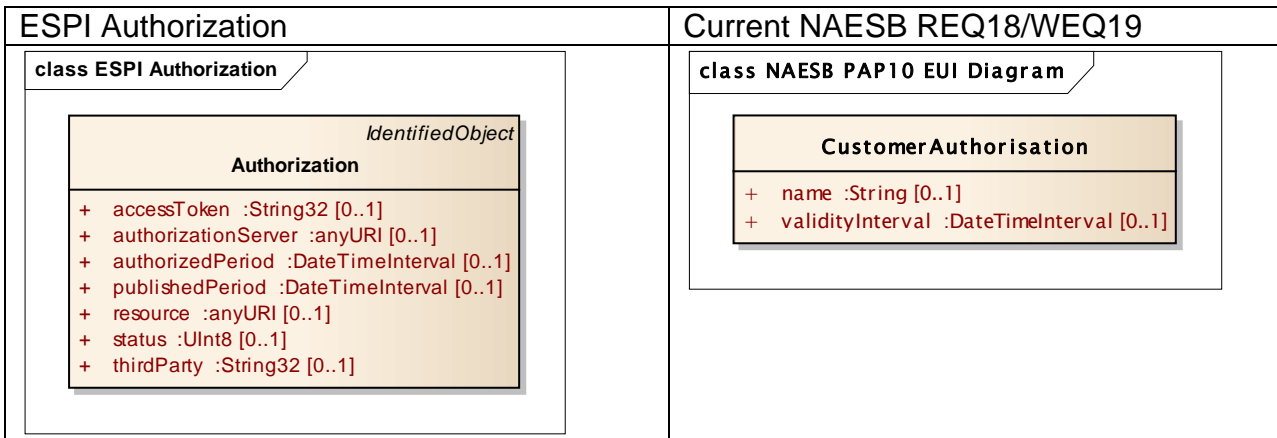 ESPI Authorization
Current NAESB REQ18/WEQ19
class ESPI Authorization
IdentifiedObject
Authorization
+ accessToken :String32 [0..1]
+ authorizationServer :anyURI [0..1]
+ authorizedPeriod :DateTimeInterval [0..1]
+ publishedPeriod :DateTimeInterval [0..1]
+ resource :anyURI [0..1]
+ status :UInt8 [0..1]
+ thirdParty :String32 [0..1]
class NAESB PAP10 EUI Diagram
CustomerAuthorisation
+ name :String [0..1]
+ validityInterval :DateTimeInterval [0..1]